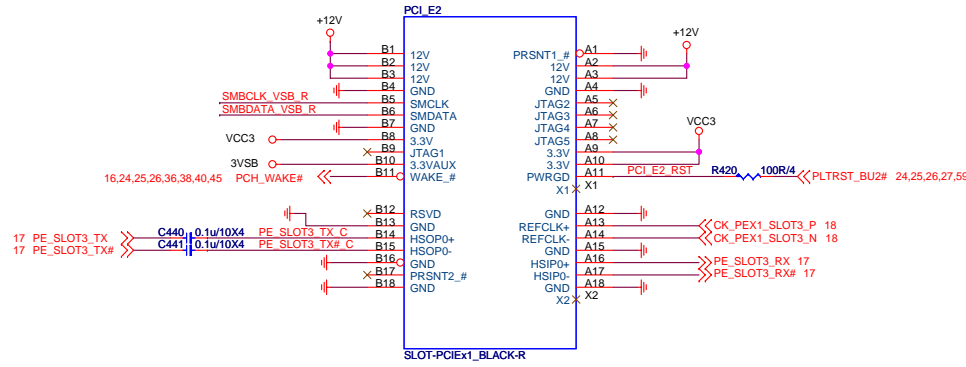 PCI_E2
+12V
+12V
B1 12V PRSNT1_# A1
B2 12V 12V A2
B3 12V 12V A3
B4 GND GND A4
SMBCLK_VSB_R B5 SMCLK JTAG2 A5
SMBDATA_VSB_R B6 SMDATA JTAG3 A6
B7 GND JTAG4 A7
VCC3
VCC3 B8 3.3V JTAG5 A8
B9 JTAG1 3.3V A9
3VSB B10 3.3VAUX 3.3V A10
16,24,25,26,36,38,40,45 PCH_WAKE# B11 WAKE_# PWRGD A11 PCI_E2_RST R420 100R/4 PLTRST_BU2# 24,25,26,27,59
X1 X1
B12 RSVD GND A12
B13 GND REFCLK+ A13 CK_PEX1_SLOT3_P 18
17 PE_SLOT3_TX C440 0.1u/10X4 PE_SLOT3_TX_C B14 HSOP0+ REFCLK- A14 CK_PEX1_SLOT3_N 18
17 PE_SLOT3_TX# C441 0.1u/10X4 PE_SLOT3_TX#_C B15 HSOP0- GND A15
B16 GND HSIP0+ A16 PE_SLOT3_RX 17
B17 PRSNT2_# HSIP0- A17 PE_SLOT3_RX# 17
B18 GND GND A18
X2 X2
SLOT-PCIEx1_BLACK-R